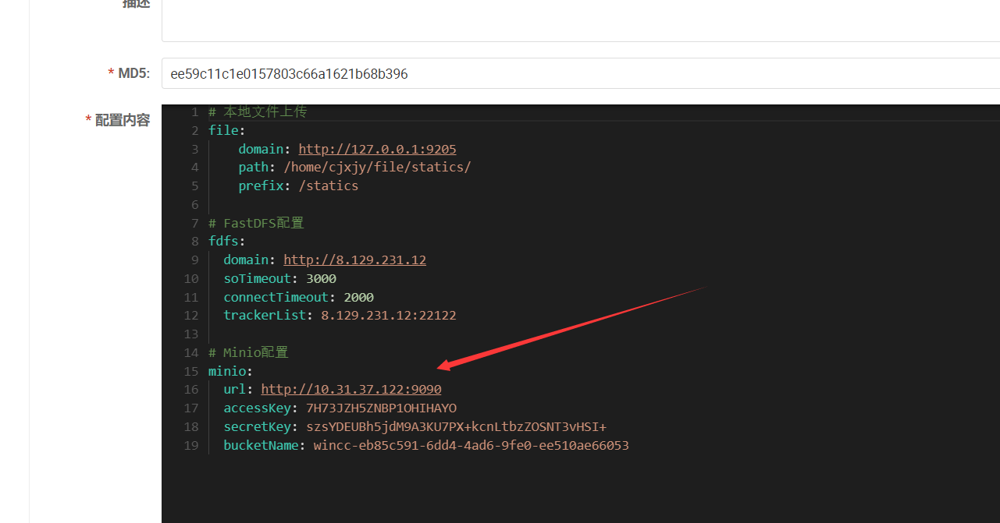 描述
* MD5: ee59c11c1e0157803c66a1621b68b396
* 配置内容
1 # 本地文件上传
2 file:
3     domain: http://127.0.0.1:9205
4     path: /home/cjxjy/file/statics/
5     prefix: /statics
6
7 # FastDFS配置
8 fdfs:
9   domain: http://8.129.231.12
10   soTimeout: 3000
11   connectTimeout: 2000
12   trackerList: 8.129.231.12:22122
13
14 # Minio配置
15 minio:
16   url: http://10.31.37.122:9090
17   accessKey: 7H73JZH5ZNBP1OHIHAYO
18   secretKey: szsYDEUBh5jdM9A3KU7PX+kcnLtbzZOSNT3vHSI+
19   bucketName: wincc-eb85c591-6dd4-4ad6-9fe0-ee510ae66053